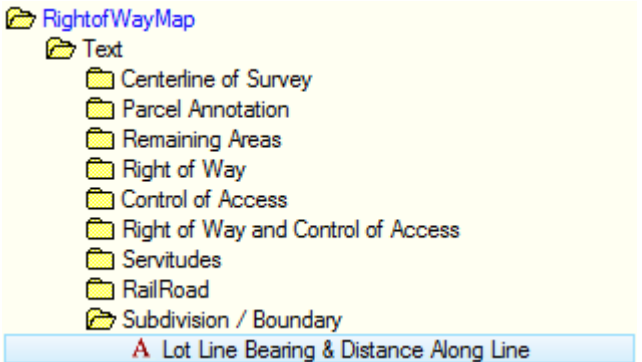 RightofWayMap
Text
Centerline of Survey
Parcel Annotation
Remaining Areas
Right of Way
Control of Access
Right of Way and Control of Access
Servitudes
RailRoad
Subdivision / Boundary
A Lot Line Bearing & Distance Along Line